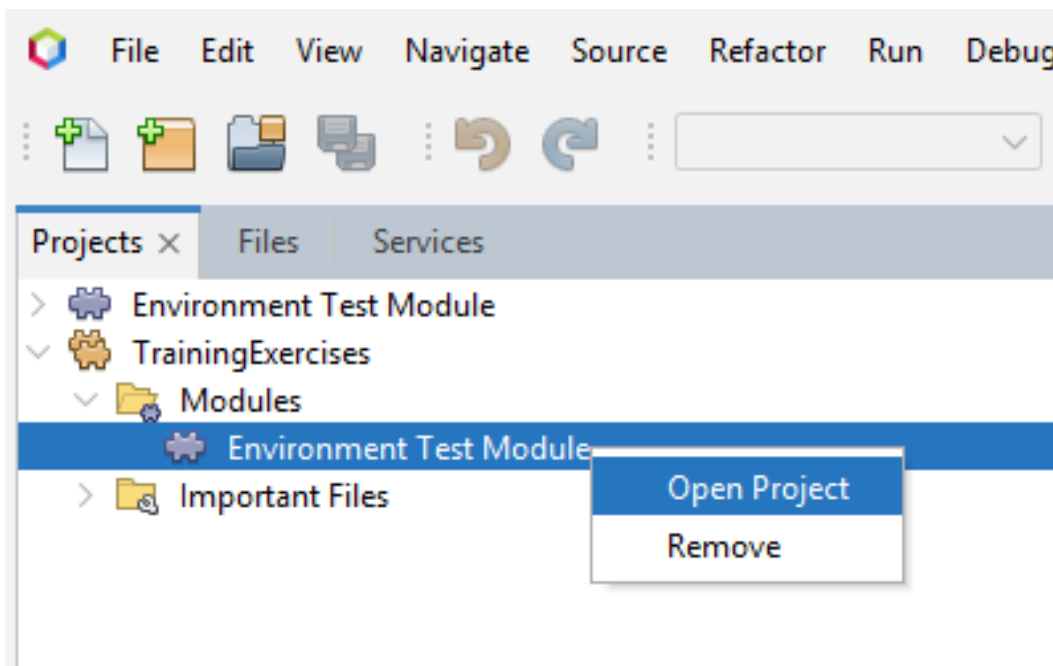 File Edit View Navigate Source Refactor Run Debug
Projects Files Services
Environment Test Module
TrainingExercises
Modules
Environment Test Module
Open Project
Important Files
Remove